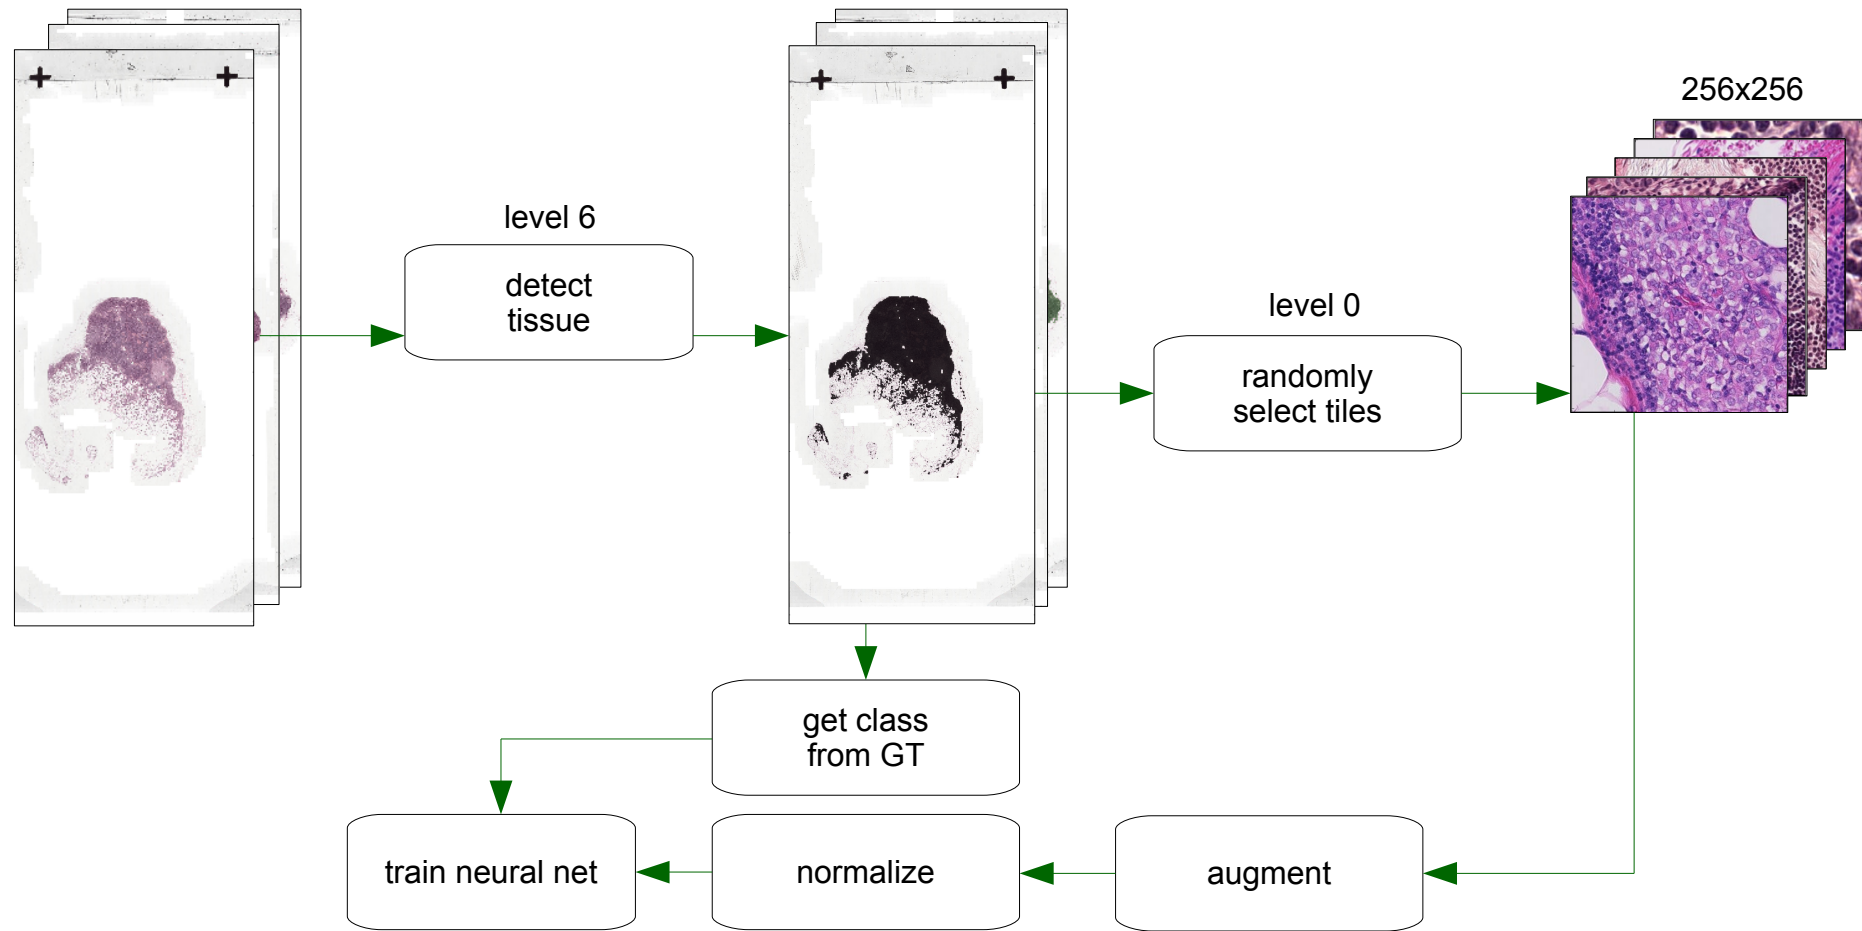 256x256
level 6
detect
tissue
level 0
randomly
select tiles
get class
from GT
train neural net
normalize
augment